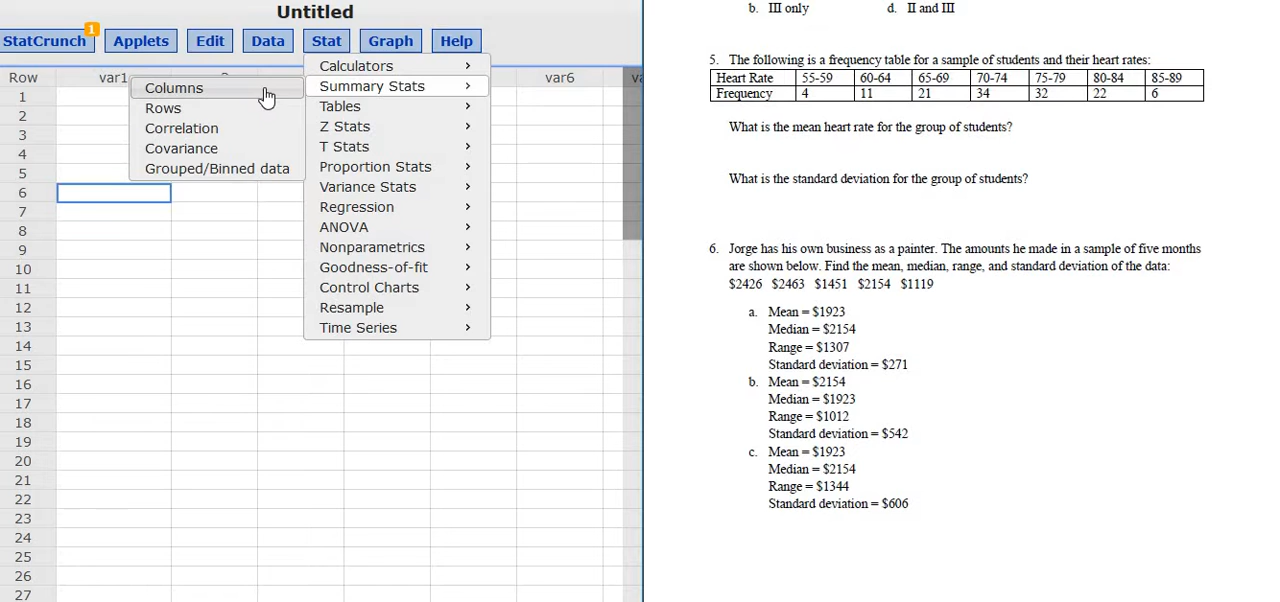 Untitled
StatCrunch 1 Applets Edit Data Stat Graph Help
Row var1 var6
Calculators
Summary Stats
Tables
Z Stats
T Stats
Proportion Stats
Variance Stats
Regression
ANOVA
Nonparametrics
Goodness-of-fit
Control Charts
Resample
Time Series
Columns
Rows
Correlation
Covariance
Grouped/Binned data
1
2
3
4
5
6
7
8
9
10
11
12
13
14
15
16
17
18
19
20
21
22
23
24
25
26
27
b. III only d. II and III
5. The following is a frequency table for a sample of students and their heart rates:
Heart Rate 55-59 60-64 65-69 70-74 75-79 80-84 85-89
Frequency 4 11 21 34 32 22 6
What is the mean heart rate for the group of students?
What is the standard deviation for the group of students?
6. Jorge has his own business as a painter. The amounts he made in a sample of five months
are shown below. Find the mean, median, range, and standard deviation of the data:
$2426 $2463 $1451 $2154 $1119
a. Mean = $1923
Median = $2154
Range = $1307
Standard deviation = $271
b. Mean = $2154
Median = $1923
Range = $1012
Standard deviation = $542
c. Mean = $1923
Median = $2154
Range = $1344
Standard deviation = $606